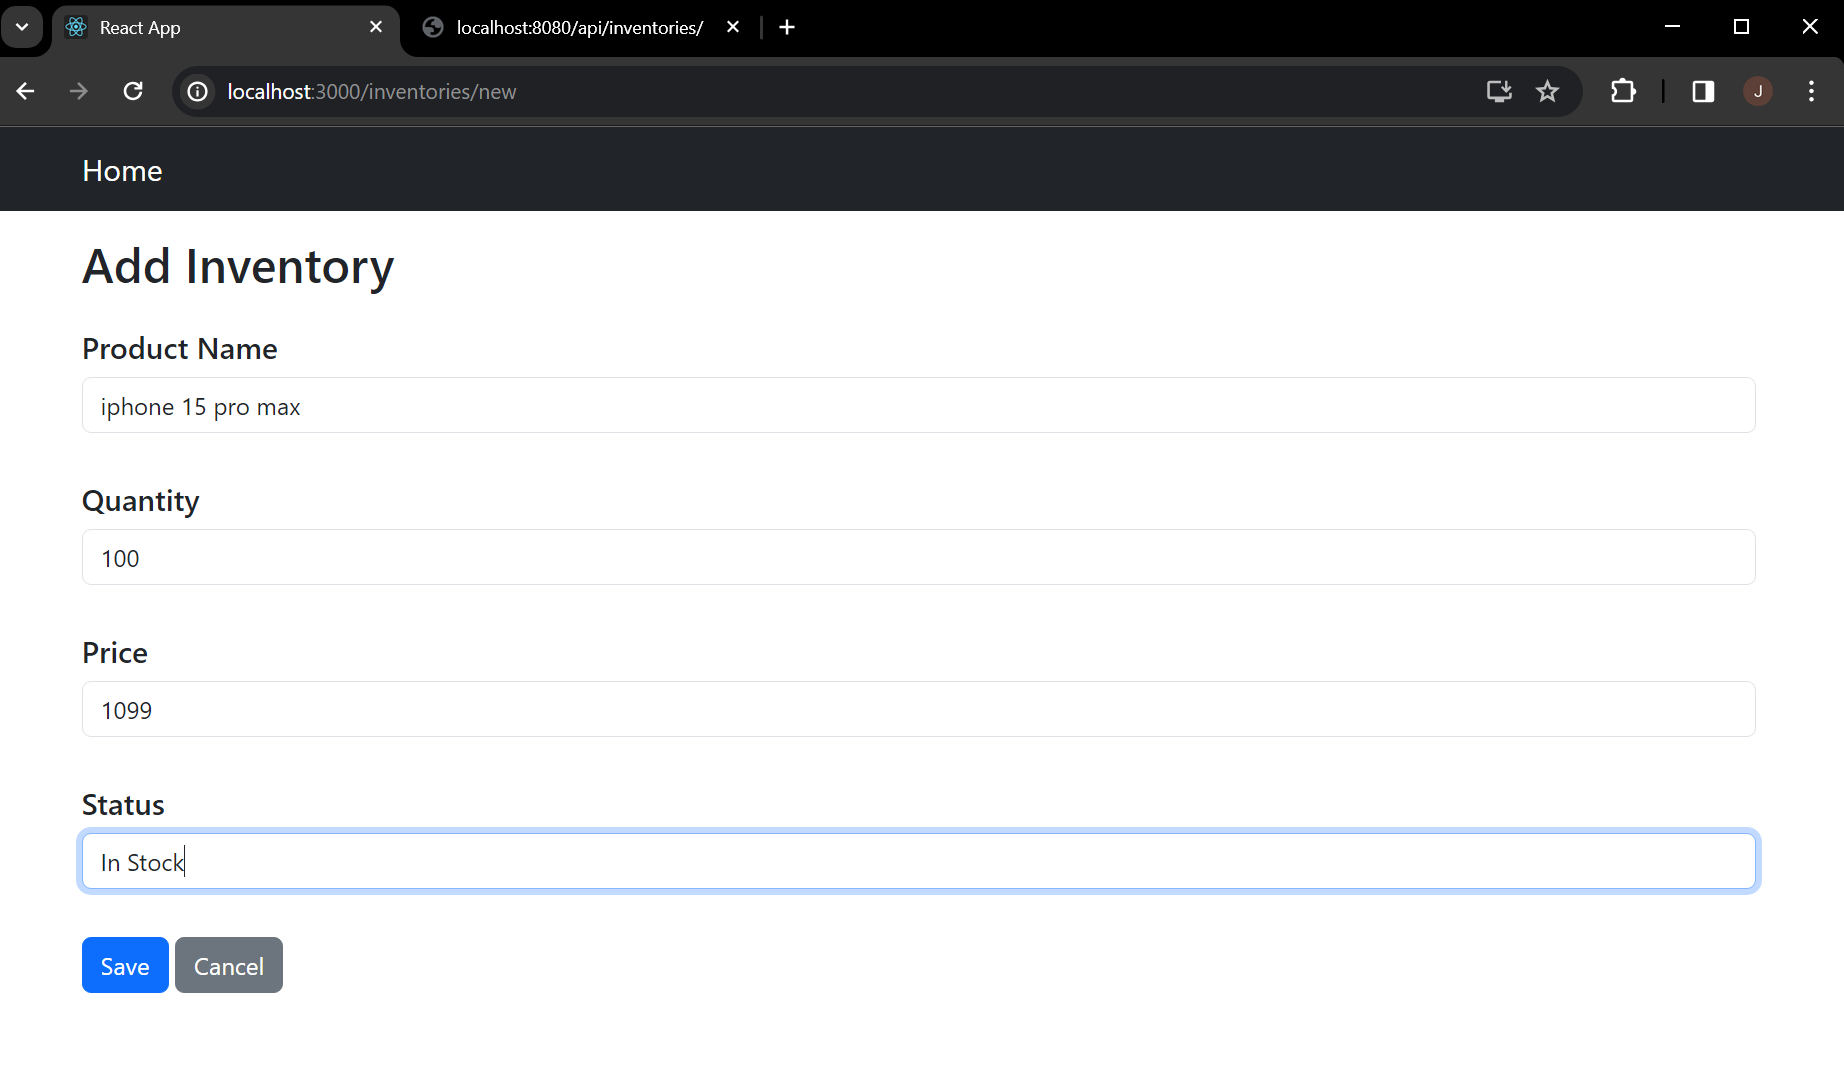 React App
localhost:8080/api/inventories/
localhost:3000/inventories/new
J
Home
Add Inventory
Product Name
iphone 15 pro max
Quantity
100
Price
1099
Status
In Stock
Save Cancel